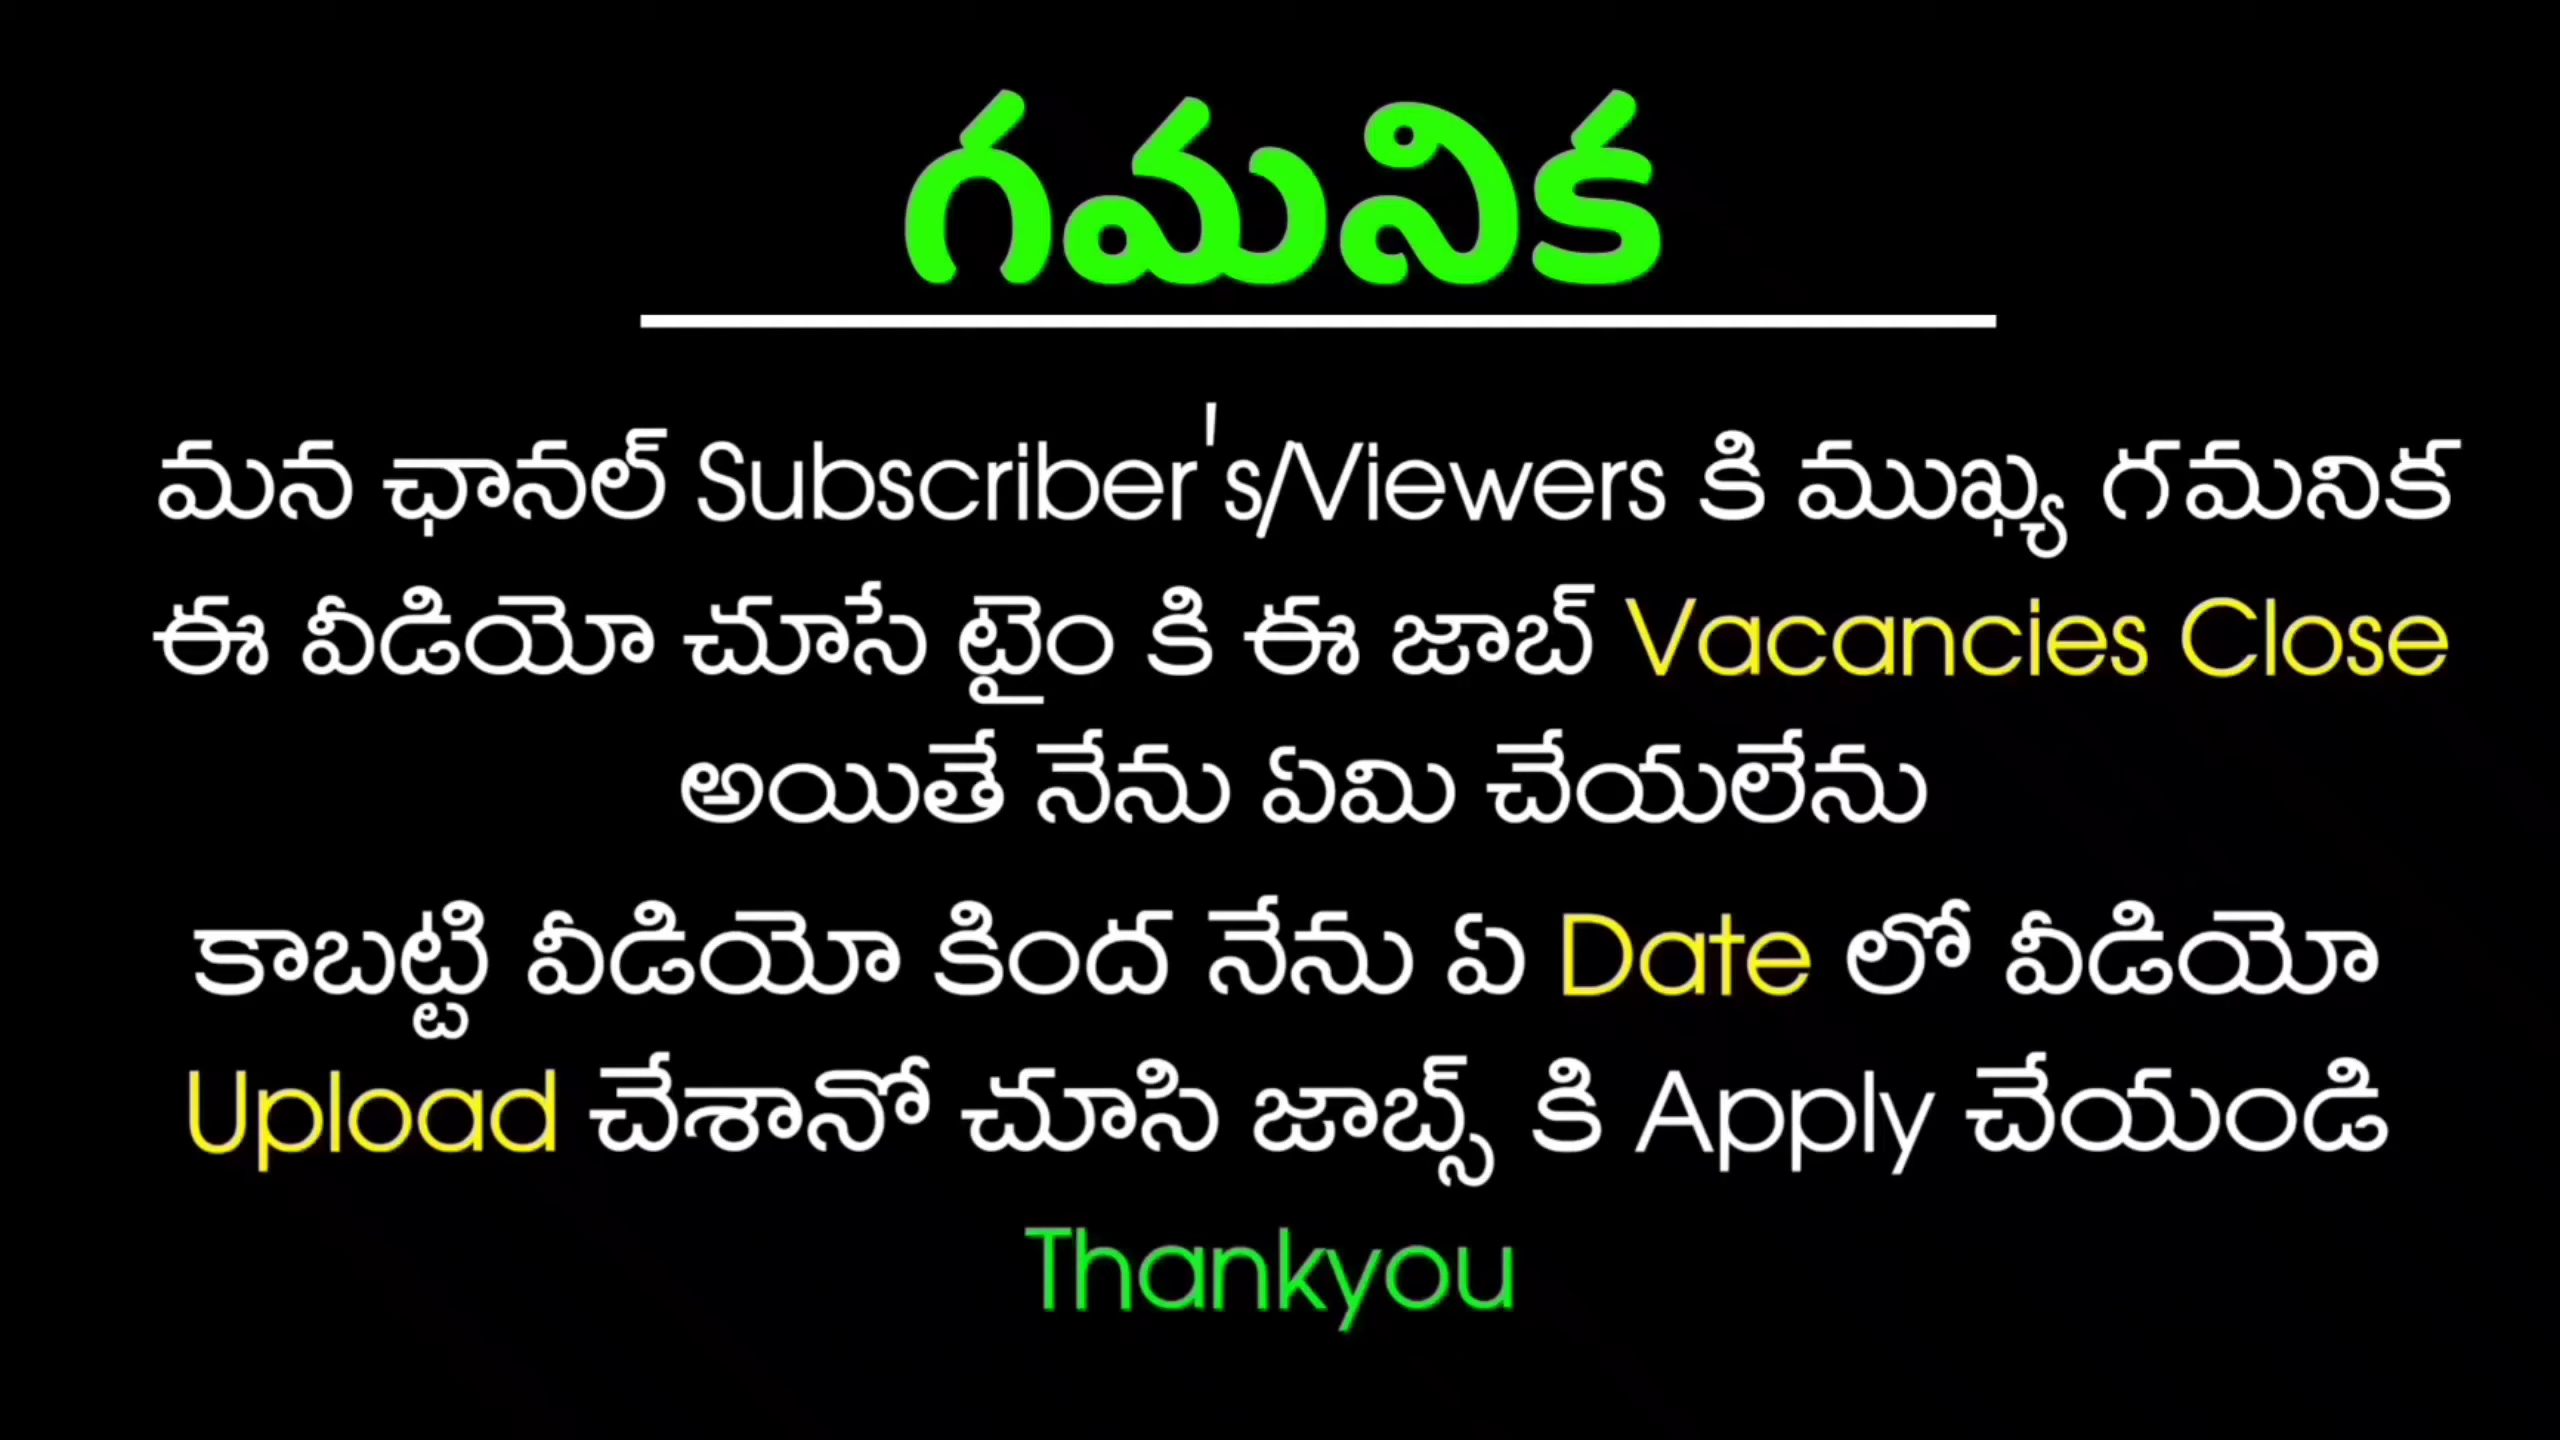 గమనిక
మన ఛానల్ Subscriber's/Viewers కి ముఖ్య గమనిక
ఈ వీడియో చూసే టైం కి ఈ జాబ్ Vacancies Close
అయితే నేను ఏమి చేయలేను
కాబట్టి వీడియో కింద నేను ఏ Date లో వీడియో
Upload చేశానో చూసి జాబ్స్ కి Apply చేయండి
Thankyou